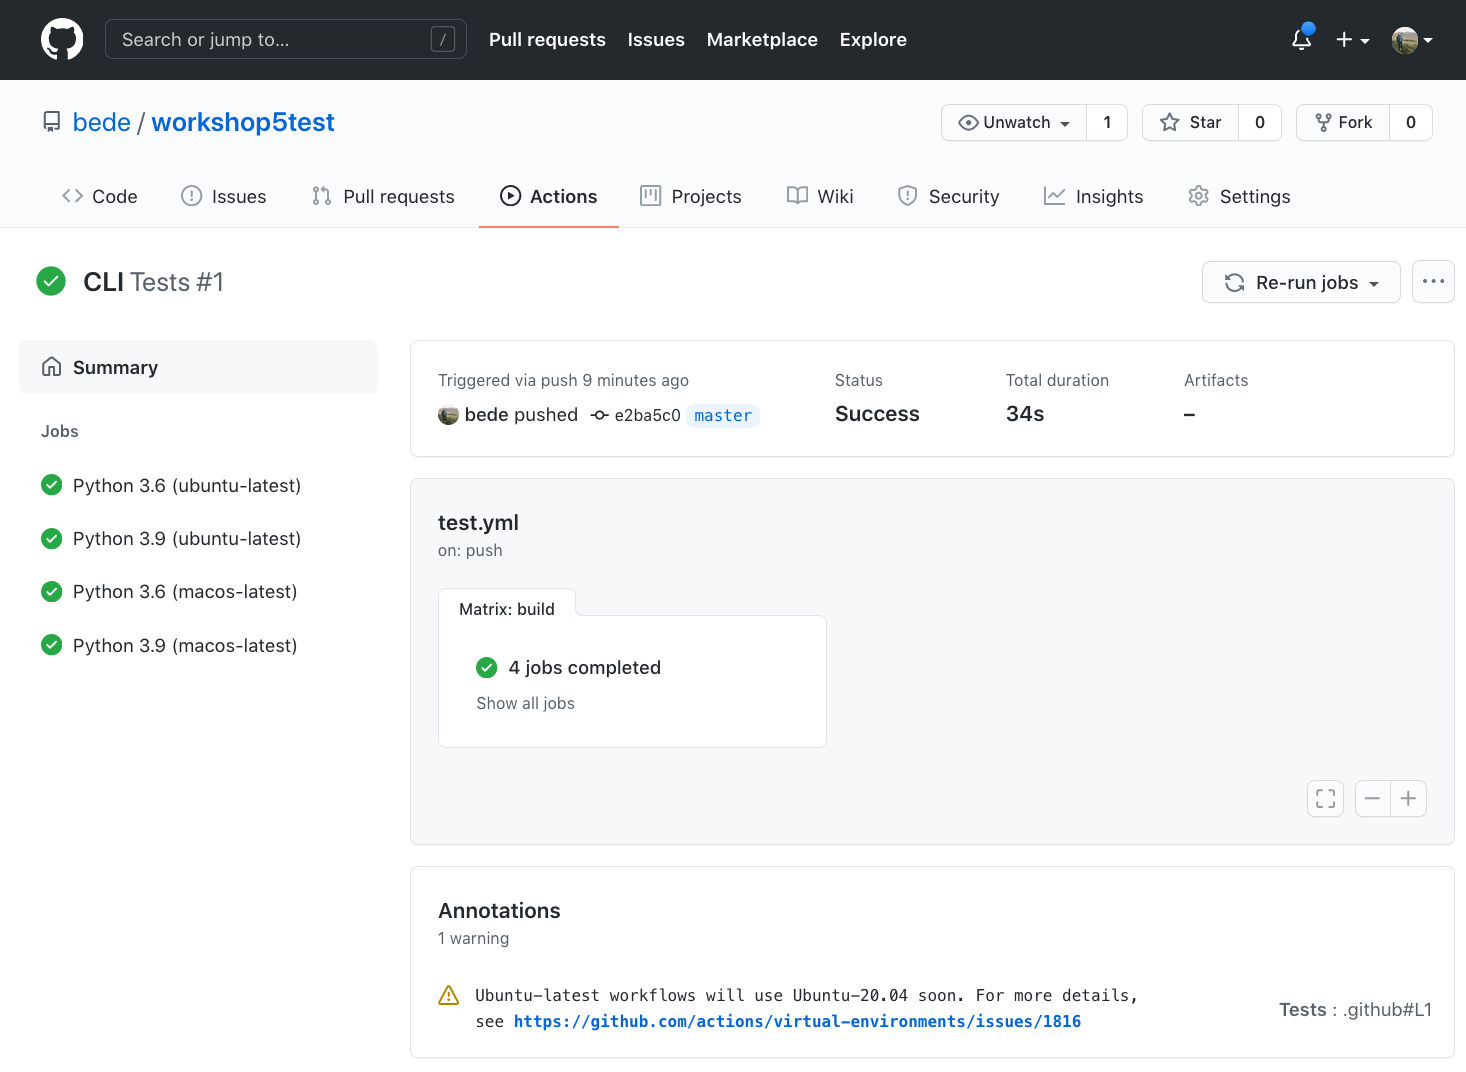 Search or jump to... /
Pull requests Issues Marketplace Explore
bede / workshop5test
Unwatch 1 Star 0 Fork 0
Code Issues Pull requests Actions Projects Wiki Security Insights Settings
CLI Tests #1
Re-run jobs
Summary
Jobs
Python 3.6 (ubuntu-latest)
Python 3.9 (ubuntu-latest)
Python 3.6 (macos-latest)
Python 3.9 (macos-latest)
Triggered via push 9 minutes ago
bede pushed e2ba5c0 master
Status
Success
Total duration
34s
Artifacts
–
test.yml
on: push
Matrix: build
4 jobs completed
Show all jobs
Annotations
1 warning
Ubuntu-latest workflows will use Ubuntu-20.04 soon. For more details,
see https://github.com/actions/virtual-environments/issues/1816
Tests : .github#L1